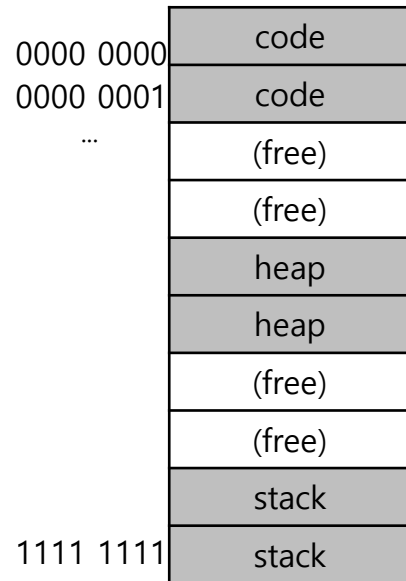 code
0000 0000
0000 0001 code
...
(free)
(free)
heap
heap
(free)
(free)
stack
1111 1111 stack